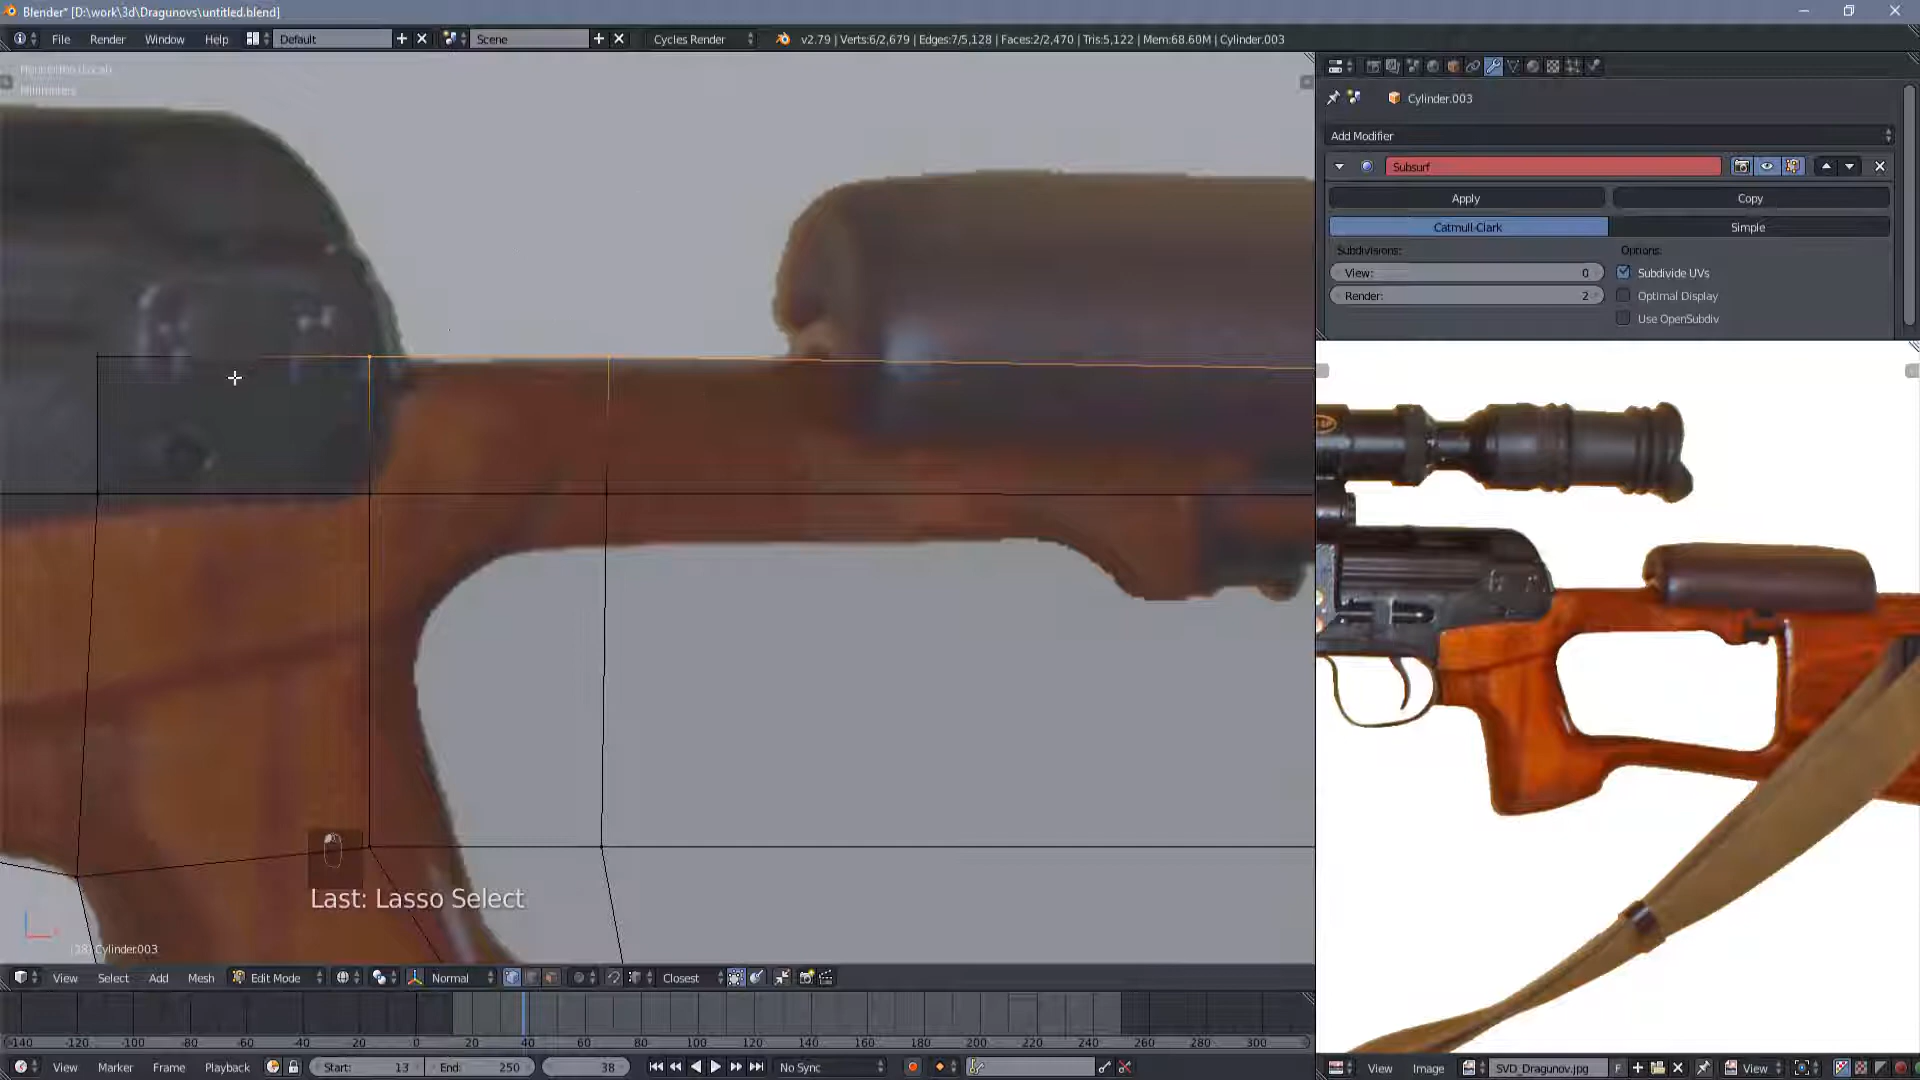 Blender* [D:\work\3d\Dragunovs\untitled.blend]
File Render Window Help Default Scene Cycles Render v2.79 | Verts:6/2,679 | Edges:7/5,128 | Faces:2/2,470 | Tris:5,122 | Mem:68.60M | Cylinder.003
Millimeters
Cylinder.003
Add Modifier
Subsurf
Apply Copy
Catmull-Clark Simple
Subdivisions: Options:
View: 0 Subdivide UVs
Render: 2 Optimal Display
Use OpenSubdiv
Last: Lasso Select
(38) Cylinder.003
View Select Add Mesh Edit Mode Normal Closest
-140 -120 -100 -80 -60 -40 -20 0 20 40 60 80 100 120 140 160 180 200 220 240 260 280 300
View Marker Frame Playback Start: 13 End: 250 38 No Sync
View Image SVD_Dragunov.jpg F View